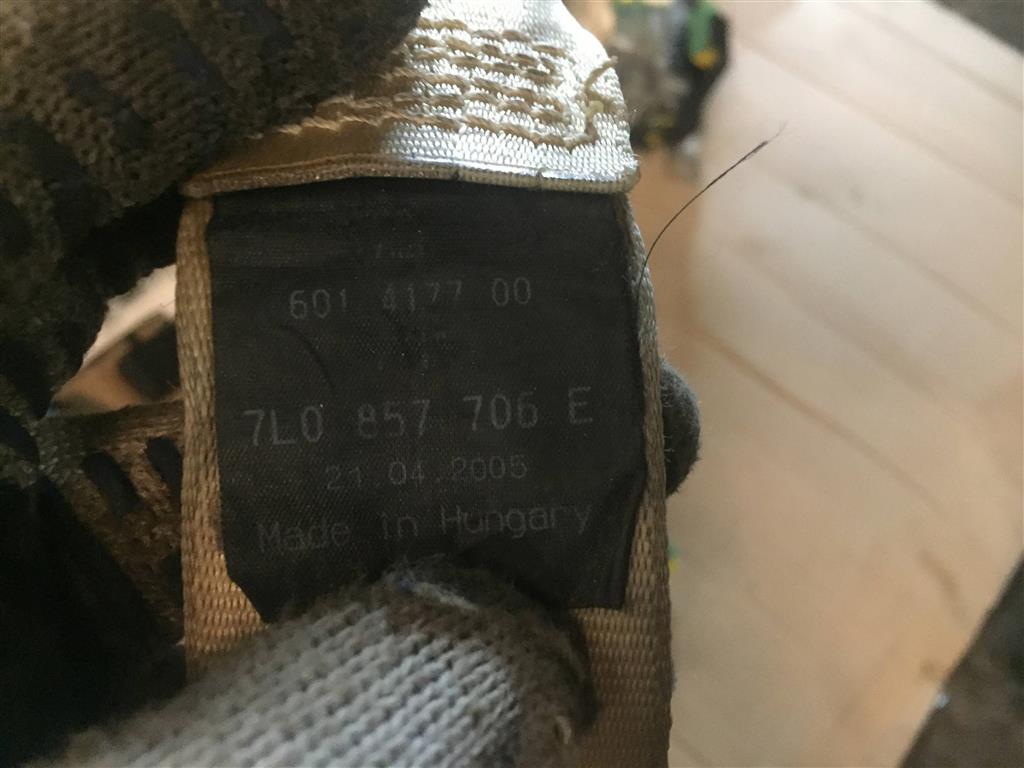 601 4177 00
7L0 857 706 E
21.04.2005
Made in Hungary